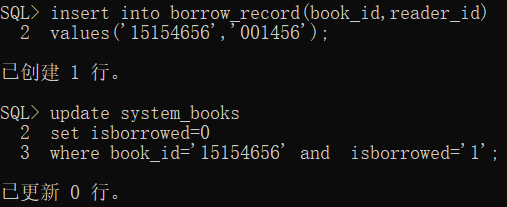 SQL> insert into borrow_record(book_id,reader_id)
2 values('15154656','001456');
已创建 1 行。
SQL> update system_books
2 set isborrowed=0
3 where book_id='15154656' and isborrowed='1';
已更新 0 行。